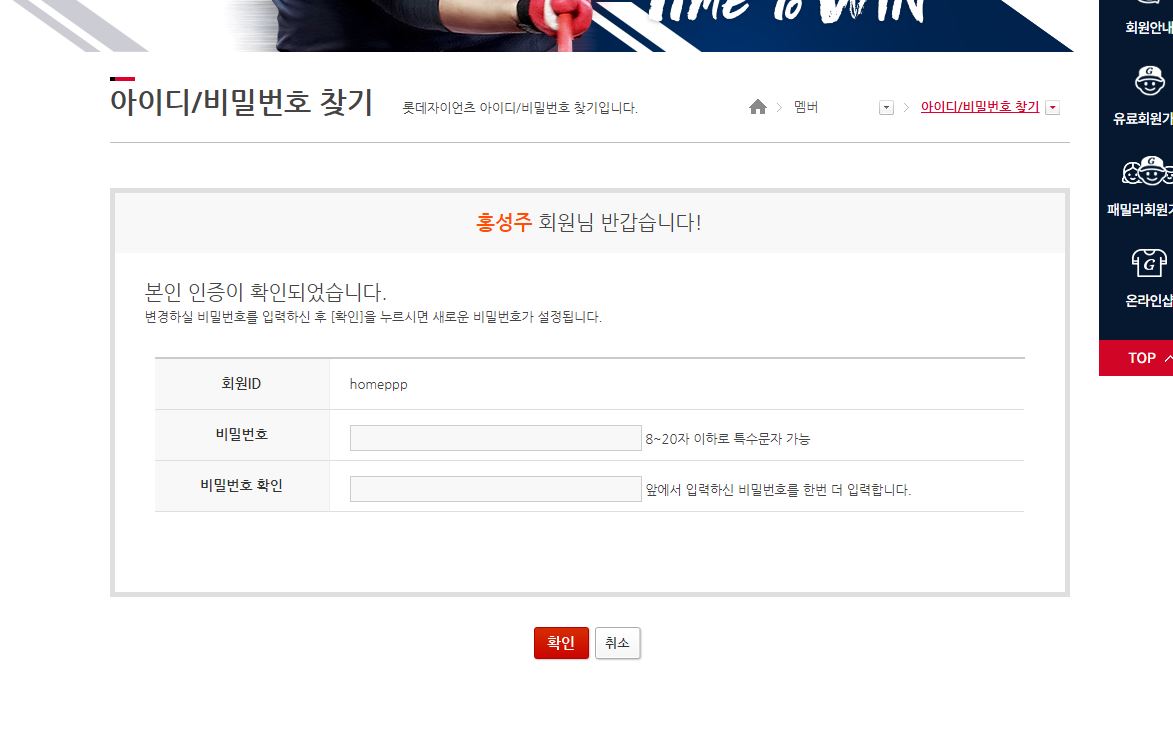 TIME To WIN
아이디/비밀번호 찾기
롯데자이언츠 아이디/비밀번호 찾기입니다.
멤버
아이디/비밀번호 찾기
홍성주 회원님 반갑습니다!
본인 인증이 확인되었습니다.
변경하실 비밀번호를 입력하신 후 [확인]을 누르시면 새로운 비밀번호가 설정됩니다.
회원ID homeppp
비밀번호 8~20자 이하로 특수문자 가능
비밀번호 확인 앞에서 입력하신 비밀번호를 한번 더 입력합니다.
확인 취소
회원안내
G
유료회원가
G
패밀리회원가
G
온라인샵
TOP